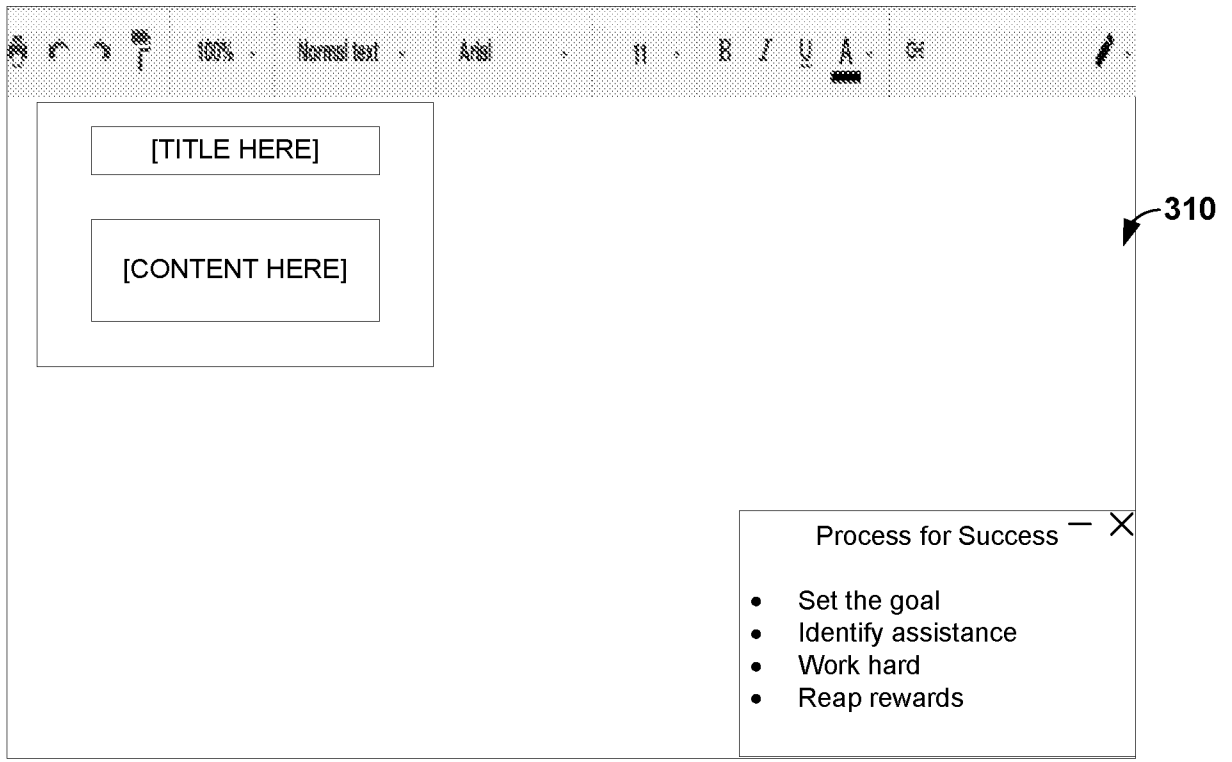 100% Normal text Arial 11 B I U A
[TITLE HERE]
[CONTENT HERE]
310
Process for Success
• Set the goal
• Identify assistance
• Work hard
• Reap rewards